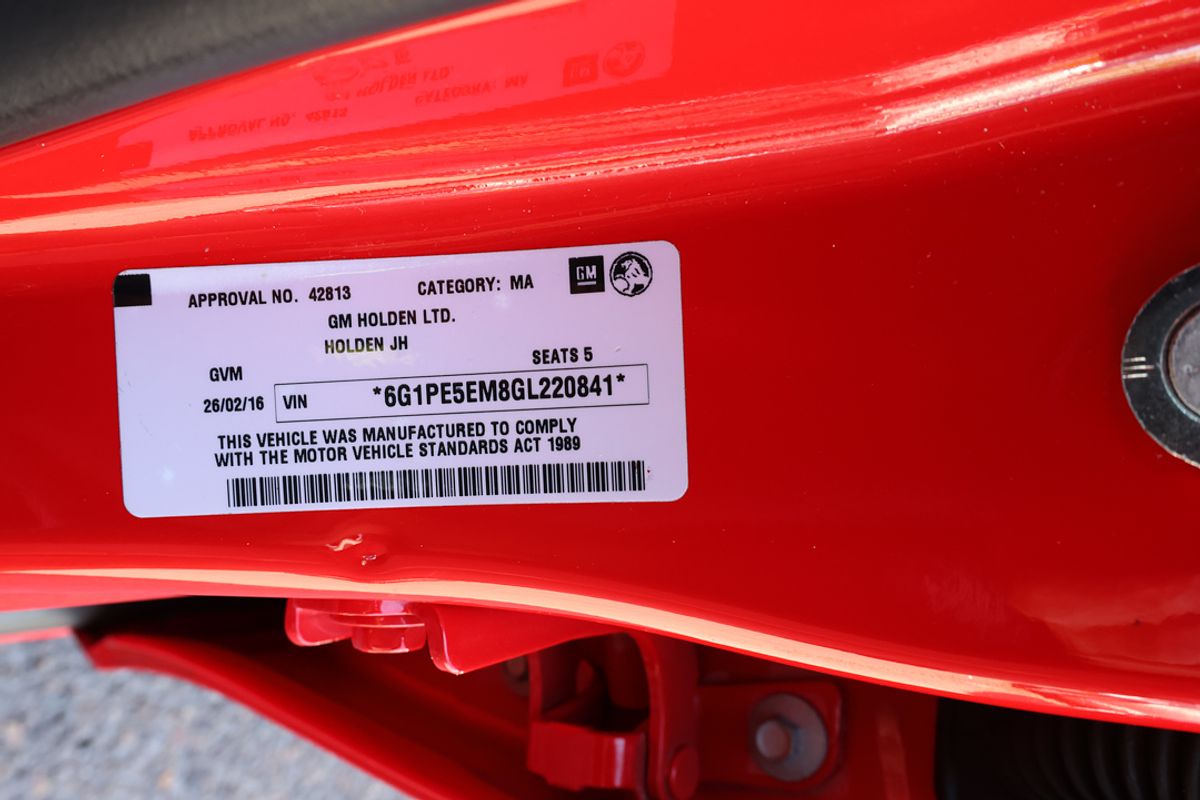 APPROVAL NO. 42813 CATEGORY: MA GM
GM HOLDEN LTD.
HOLDEN JH
GVM SEATS 5
26/02/16 VIN *6G1PE5EM8GL220841*
THIS VEHICLE WAS MANUFACTURED TO COMPLY
WITH THE MOTOR VEHICLE STANDARDS ACT 1989